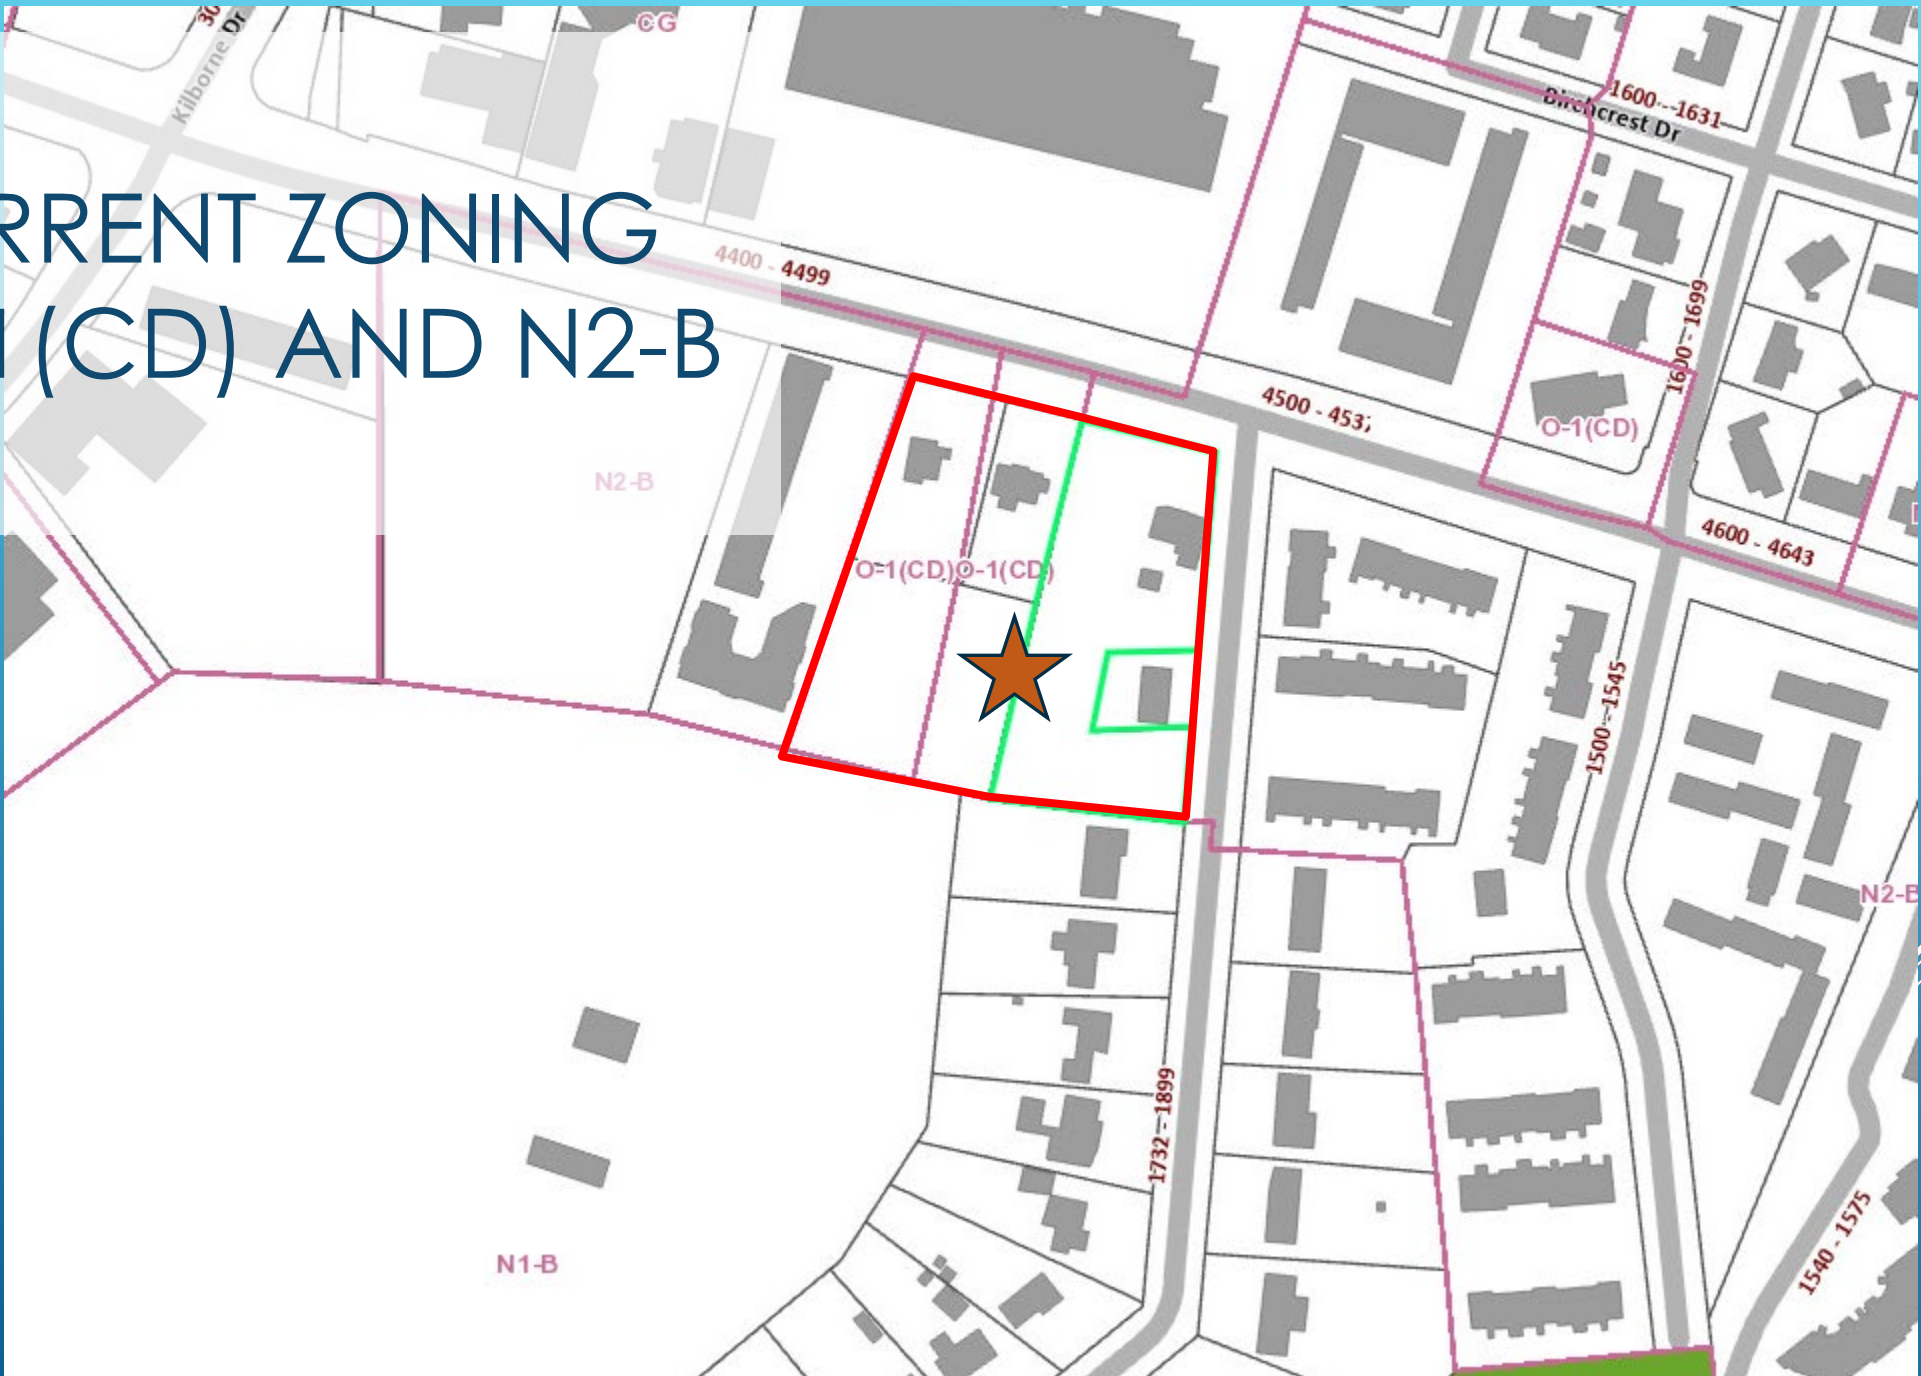 30
Kilborne Dr
CG
1600 - 1631
Birchcrest Dr
RRENT ZONING
4400 - 4499
1600 - 1699
(CD) AND N2-B
4500 - 453
O-1(CD)
N2-B
4600 - 4643
O-1(CD)
O-1(CD)
1500 - 1545
N2-B
1732 - 1899
1540 - 1575
N1-B